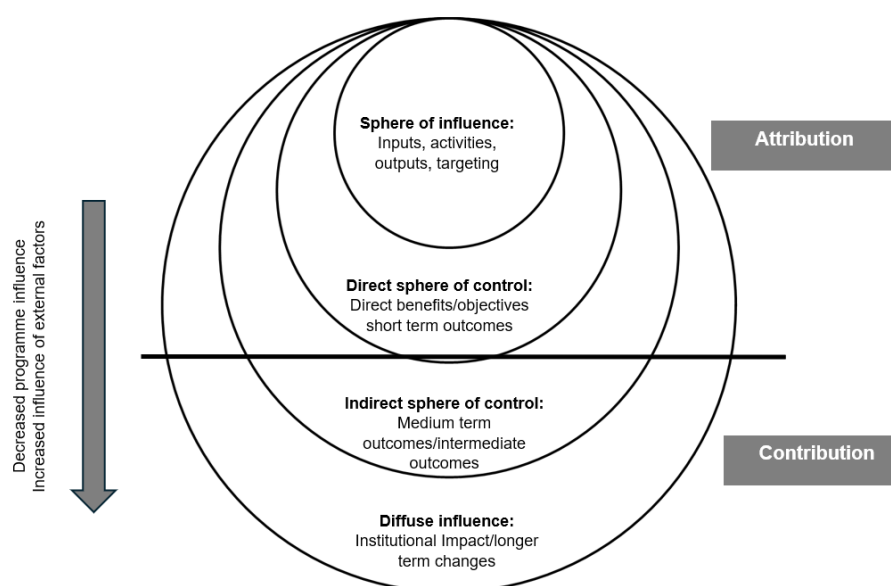 Sphere of influence:
Inputs, activities,
outputs, targeting
Attribution
Decreased programme influence
Increased influence of external factors
Direct sphere of control:
Direct benefits/objectives
short term outcomes
Indirect sphere of control:
Medium term
outcomes/intermediate
outcomes
Contribution
Diffuse influence:
Institutional Impact/longer
term changes